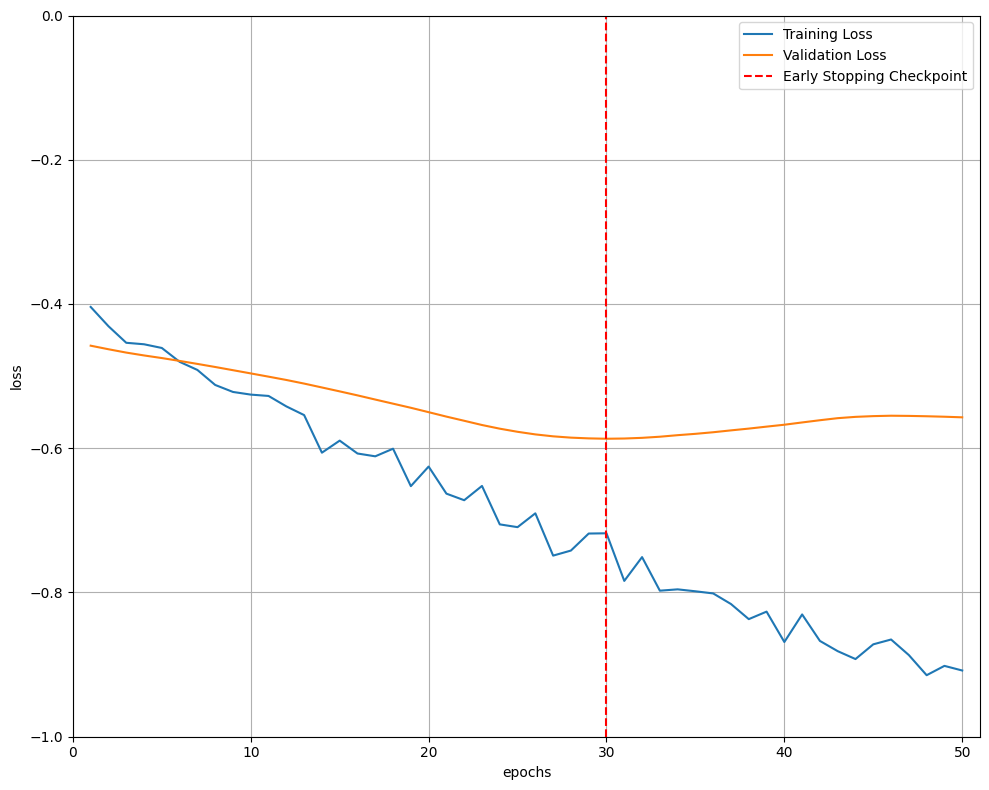 0.0
−0.2
−0.4
−0.6
−0.8
−1.0
loss
0
10
20
30
40
50
epochs
Training Loss
Validation Loss
Early Stopping Checkpoint